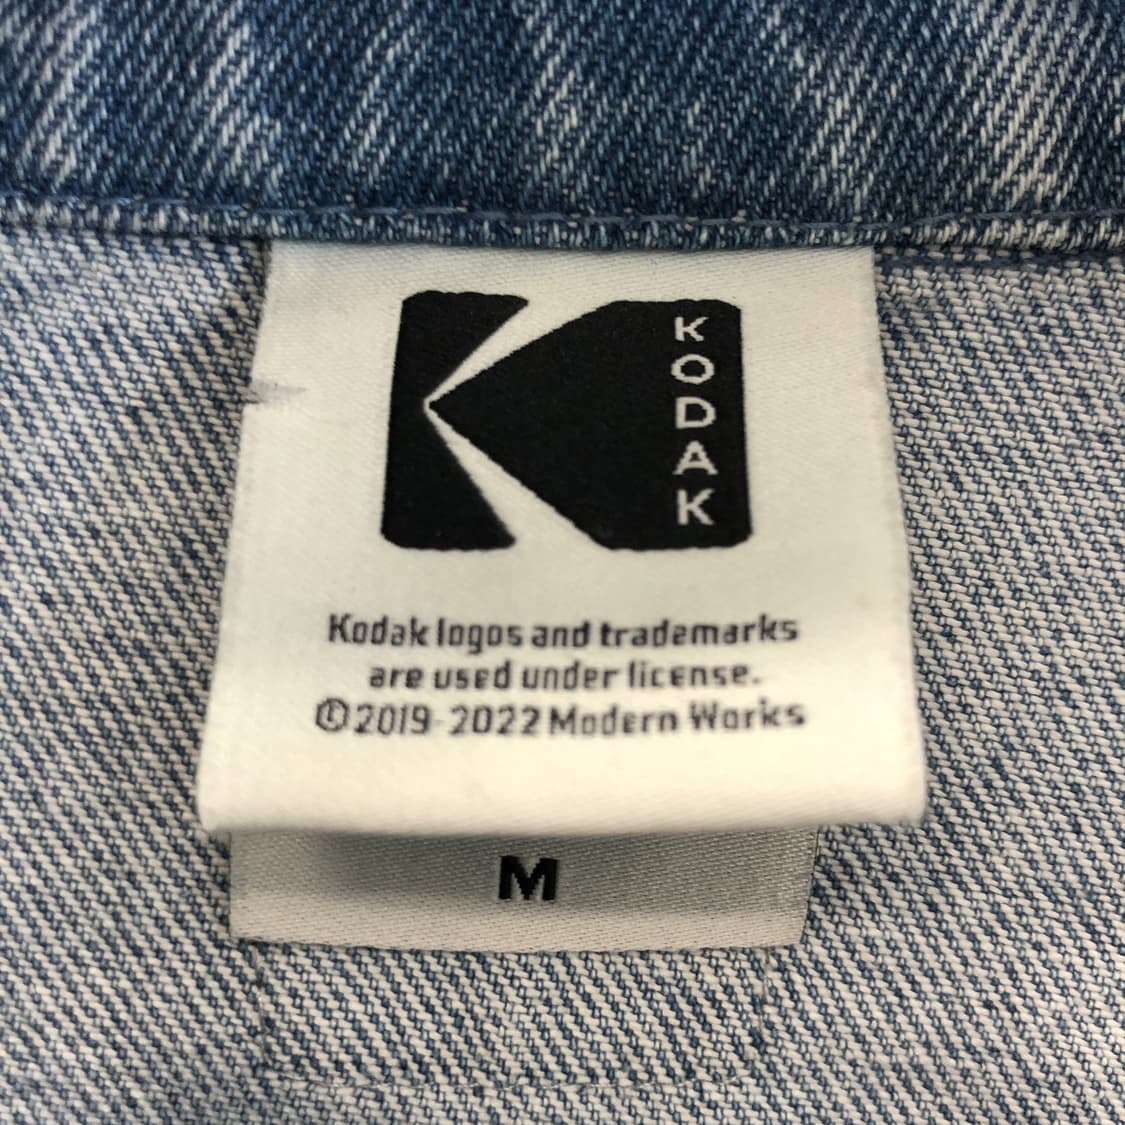 KODAK
Kodak logos and trademarks
are used under license.
©2019-2022 Modern Works
M